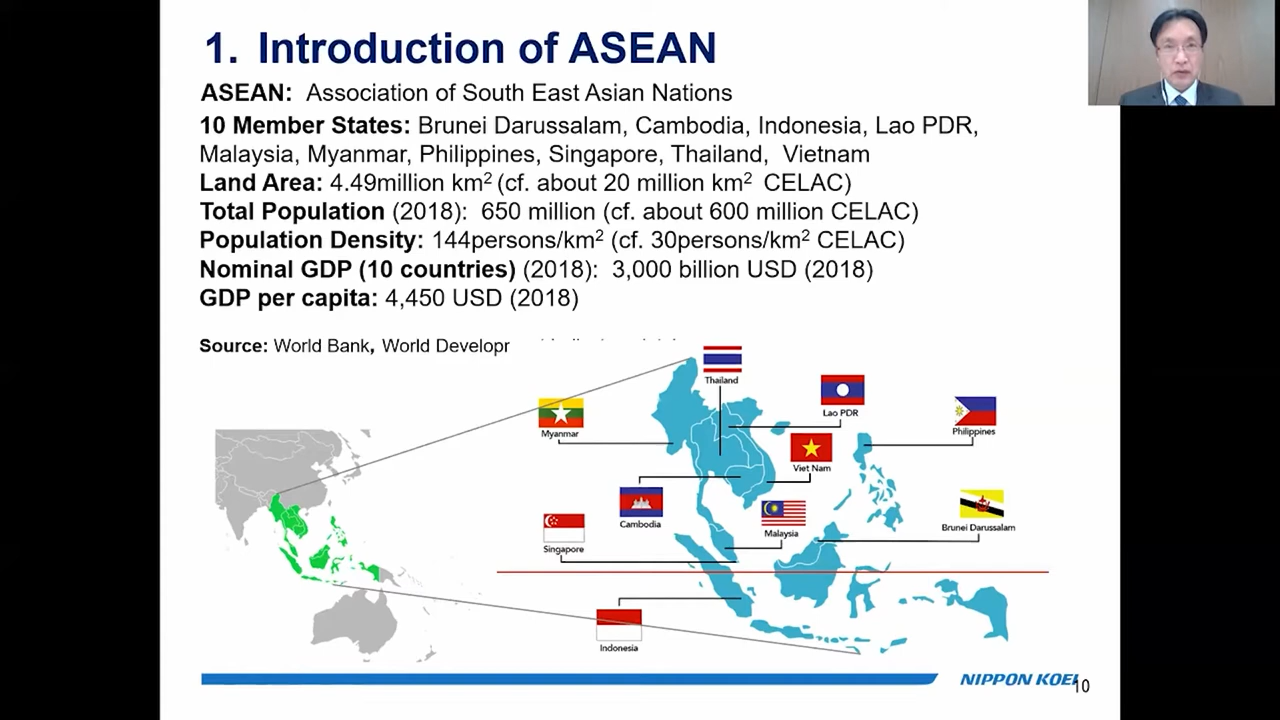 1. Introduction of ASEAN
ASEAN: Association of South East Asian Nations
10 Member States: Brunei Darussalam, Cambodia, Indonesia, Lao PDR,
Malaysia, Myanmar, Philippines, Singapore, Thailand, Vietnam
Land Area: 4.49million km² (cf. about 20 million km² CELAC)
Total Population (2018): 650 million (cf. about 600 million CELAC)
Population Density: 144persons/km² (cf. 30persons/km² CELAC)
Nominal GDP (10 countries) (2018): 3,000 billion USD (2018)
GDP per capita: 4,450 USD (2018)
Source: World Bank, World Developr
Thailand
Lao PDR
Myanmar
Philippines
Viet Nam
Cambodia
Malaysia
Brunei Darussalam
Singapore
Indonesia
NIPPON KOEI
10